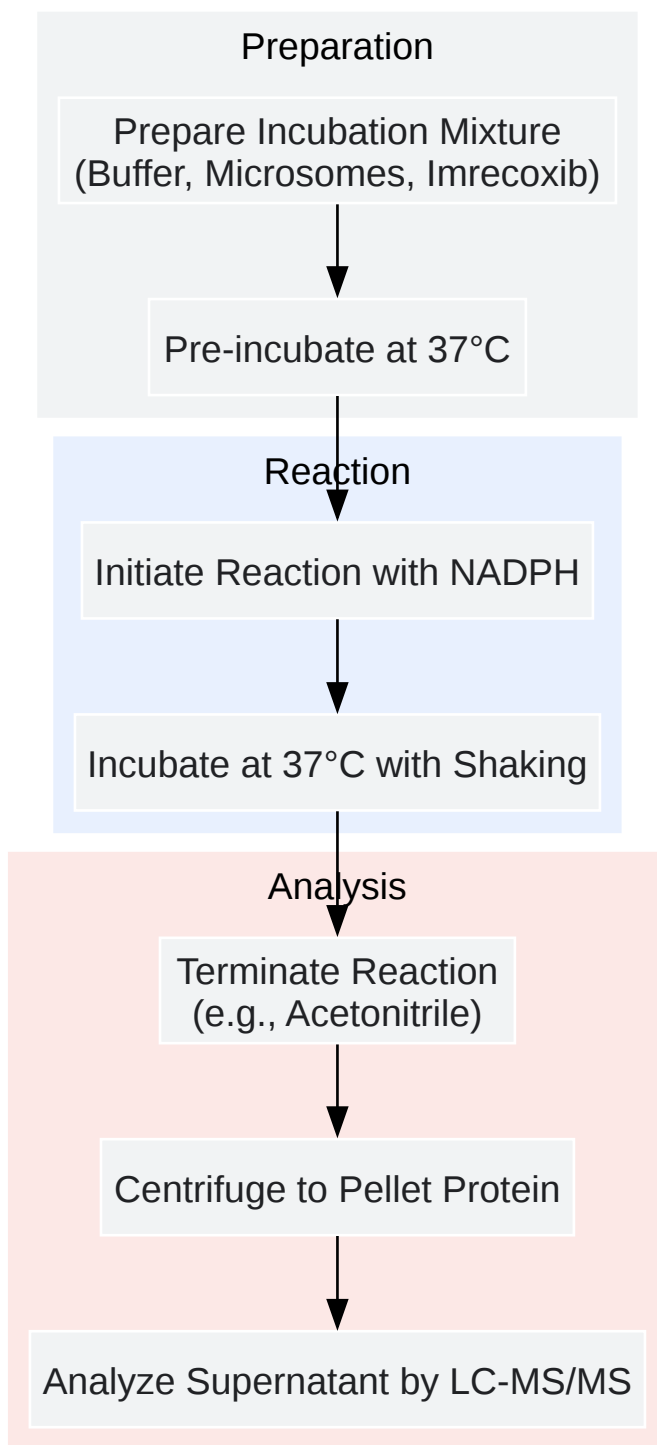 Preparation
Prepare Incubation Mixture
(Buffer, Microsomes, Imrecoxib)
Pre-incubate at 37°C
Reaction
Initiate Reaction with NADPH
Incubate at 37°C with Shaking
Analysis
Terminate Reaction
(e.g., Acetonitrile)
Centrifuge to Pellet Protein
Analyze Supernatant by LC-MS/MS